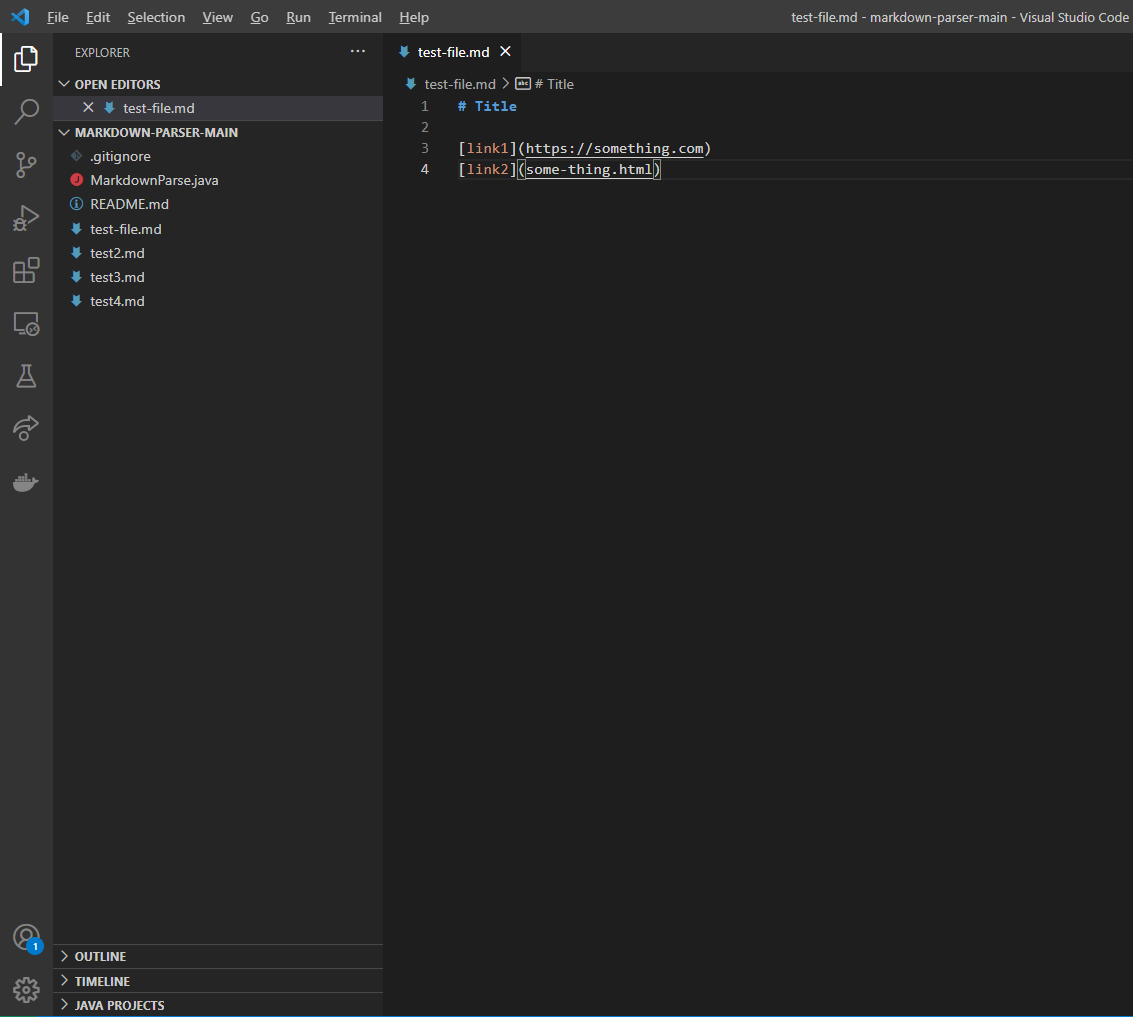 File Edit Selection View Go Run Terminal Help test-file.md - markdown-parser-main - Visual Studio Code
EXPLORER ...
OPEN EDITORS
test-file.md
MARKDOWN-PARSER-MAIN
.gitignore
MarkdownParse.java
README.md
test-file.md
test2.md
test3.md
test4.md
OUTLINE
TIMELINE
JAVA PROJECTS
1
test-file.md
test-file.md > abc # Title
1 # Title
2
3 [link1](https://something.com)
4 [link2](some-thing.html)